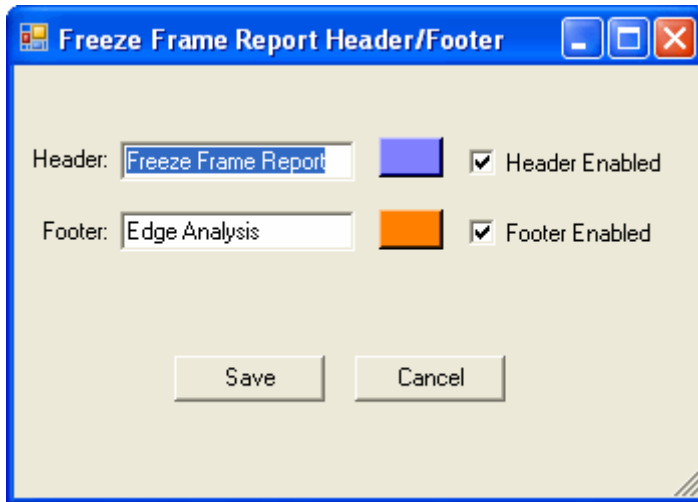 Freeze Frame Report Header/Footer
Header: Freeze Frame Report Header Enabled
Footer: Edge Analysis Footer Enabled
Save Cancel